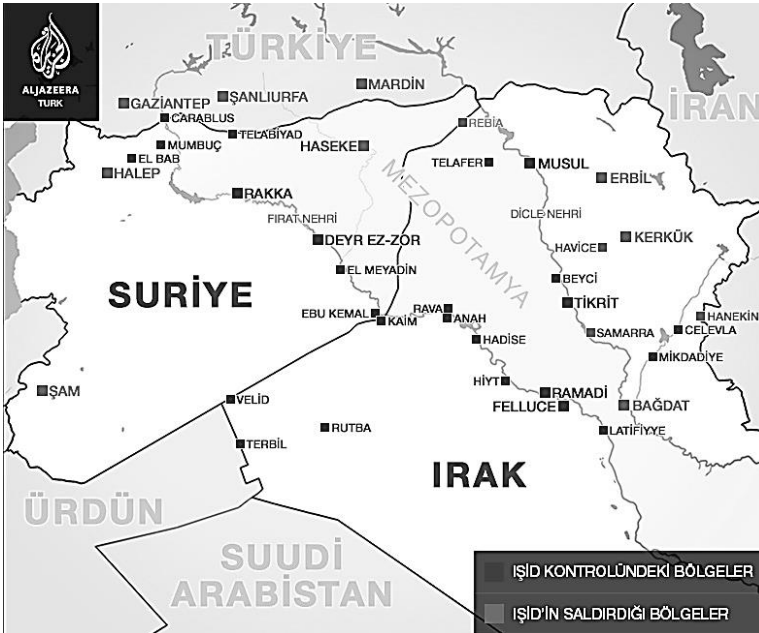 ALJAZEERA
TURK
TÜRKİYE
İRAN
MARDİN
ŞANLIURFA
GAZİANTEP
CARABLUS
TELABİYAD
REBIA
MUMBUÇ
HASEKE
EL BAB
HALEP
TELAFER
MUSUL
ERBİL
RAKKA
MEZOPOTAMYA
FIRAT NEHRİ
DİCLE NEHRİ
DEYR EZ-ZOR
HAVİCE
KERKÜK
EL MEYADİN
BEYCİ
SURİYE
TİKRİT
EBU KEMAL
KAİM
RAVA
ANAH
HANEKİN
CELEVLA
SAMARRA
HADİSE
MİKDADİYE
HİYT
ŞAM
RAMADİ
VELİD
FELLUCE
BAĞDAT
RUTBA
LATİFİYYE
TERBİL
IRAK
ÜRDÜN
SUUDİ
ARABİSTAN
IŞİD KONTROLÜNDEKİ BÖLGELER
IŞİD'İN SALDIRDIĞI BÖLGELER